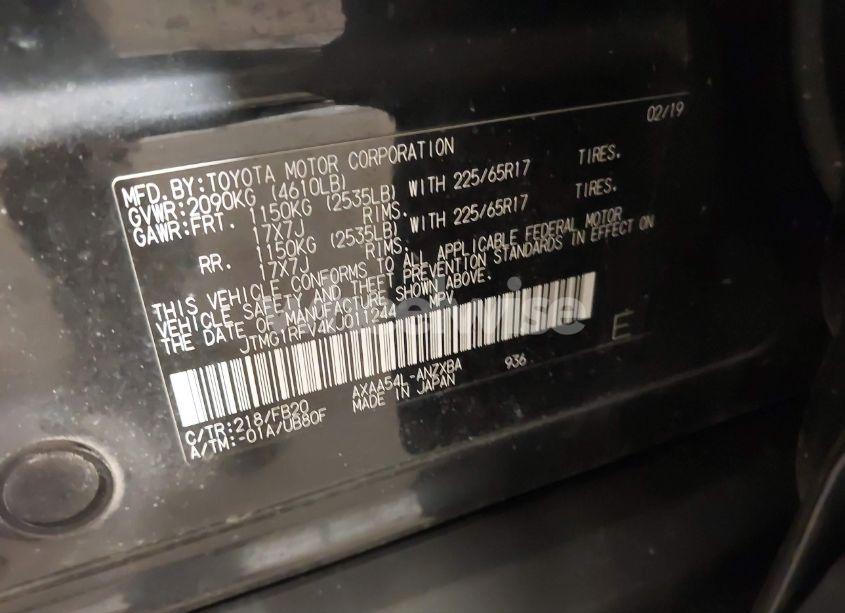 02/19
MFD.BY:TOYOTA MOTOR CORPORATION
GVWR:2090KG (4610LB)
GAWR:FRT. 1150KG (2535LB) WITH 225/65R17 TIRES.
17X7J RIMS.
RR. 1150KG (2535LB) WITH 225/65R17 TIRES.
17X7J RIMS.
THIS VEHICLE CONFORMS TO ALL APPLICABLE FEDERAL MOTOR
VEHICLE SAFETY AND THEFT PREVENTION STANDARDS IN EFFECT ON
THE DATE OF MANUFACTURE SHOWN ABOVE.
JTMG1RFV4KJ011244 MPV
E
C/TR:218/FB20 AXAA54L-ANZXBA 936
A/TM:-01A/UB80F MADE IN JAPAN